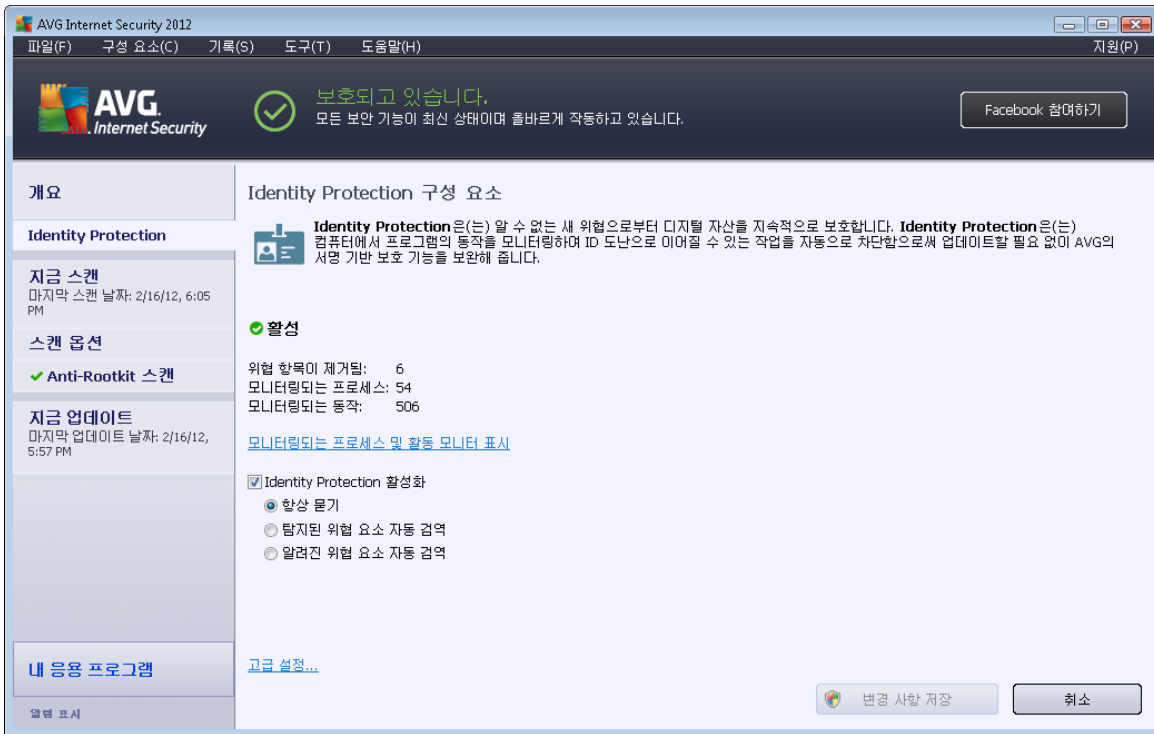 AVG Internet Security 2012
파일(F) 구성 요소(C) 기록(S) 도구(T) 도움말(H) 지원(P)
AVG.
Internet Security
보호되고 있습니다.
모든 보안 기능이 최신 상태이며 올바르게 작동하고 있습니다.
Facebook 참여하기
개요
Identity Protection
지금 스캔
마지막 스캔 날짜: 2/16/12, 6:05
PM
스캔 옵션
Anti-Rootkit 스캔
지금 업데이트
마지막 업데이트 날짜: 2/16/12,
5:57 PM
내 응용 프로그램
알림 표시
Identity Protection 구성 요소
Identity Protection은(는) 알 수 없는 새 위협으로부터 디지털 자산을 지속적으로 보호합니다. Identity Protection은(는)
컴퓨터에서 프로그램의 동작을 모니터링하여 ID 도난으로 이어질 수 있는 작업을 자동으로 차단함으로써 업데이트할 필요 없이 AVG의
서명 기반 보호 기능을 보완해 줍니다.
활성
위협 항목이 제거됨: 6
모니터링되는 프로세스: 54
모니터링되는 동작: 506
모니터링되는 프로세스 및 활동 모니터 표시
Identity Protection 활성화
항상 묻기
탐지된 위협 요소 자동 검역
알려진 위협 요소 자동 검역
고급 설정...
변경 사항 저장
취소